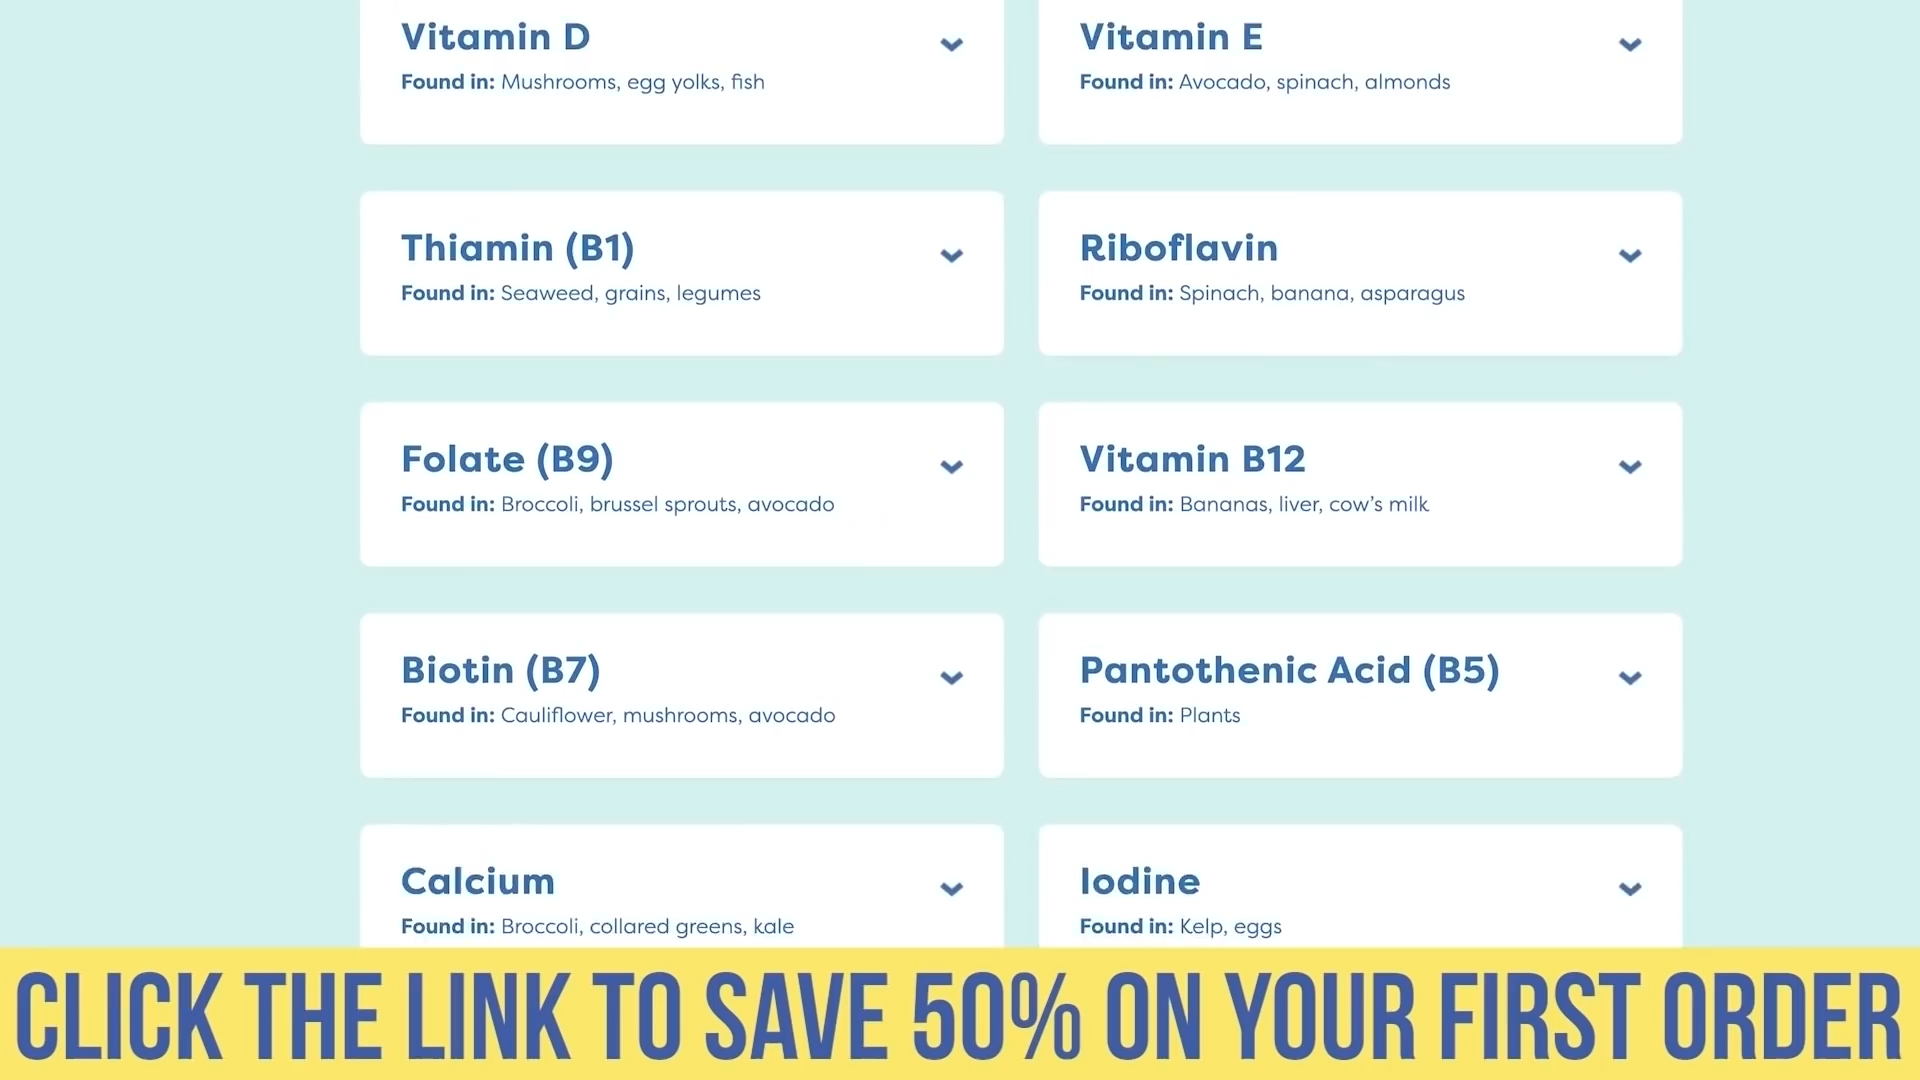 Vitamin D
Found in: Mushrooms, egg yolks, fish
Vitamin E
Found in: Avocado, spinach, almonds
Thiamin (B1)
Found in: Seaweed, grains, legumes
Riboflavin
Found in: Spinach, banana, asparagus
Folate (B9)
Found in: Broccoli, brussel sprouts, avocado
Vitamin B12
Found in: Bananas, liver, cow’s milk
Biotin (B7)
Found in: Cauliflower, mushrooms, avocado
Pantothenic Acid (B5)
Found in: Plants
Calcium
Found in: Broccoli, collared greens, kale
Iodine
Found in: Kelp, eggs
CLICK THE LINK TO SAVE 50% ON YOUR FIRST ORDER